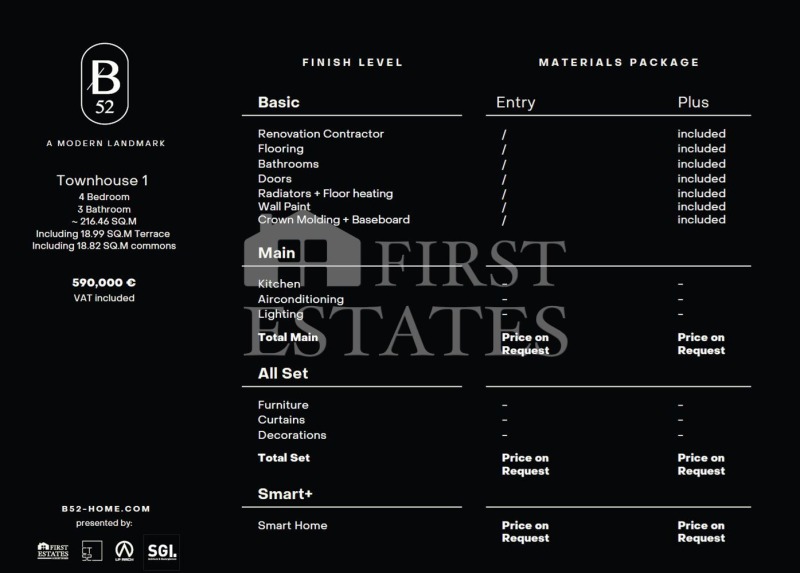 B
52
A MODERN LANDMARK
Townhouse 1
4 Bedroom
3 Bathroom
~ 216.46 SQ.M
Including 18.99 SQ.M Terrace
Including 18.82 SQ.M commons
590,000 €
VAT included
B52-HOME.COM
presented by:
FIRST
ESTATES
SGI.
FINISH LEVEL MATERIALS PACKAGE
Basic Entry Plus
Renovation Contractor / included
Flooring / included
Bathrooms / included
Doors / included
Radiators + Floor heating / included
Wall Paint / included
Crown Molding + Baseboard / included
Main
Kitchen - -
Airconditioning - -
Lighting - -
Total Main Price on Request Price on Request
All Set
Furniture - -
Curtains - -
Decorations - -
Total Set Price on Request Price on Request
Smart+
Smart Home Price on Request Price on Request
FIRST
ESTATES